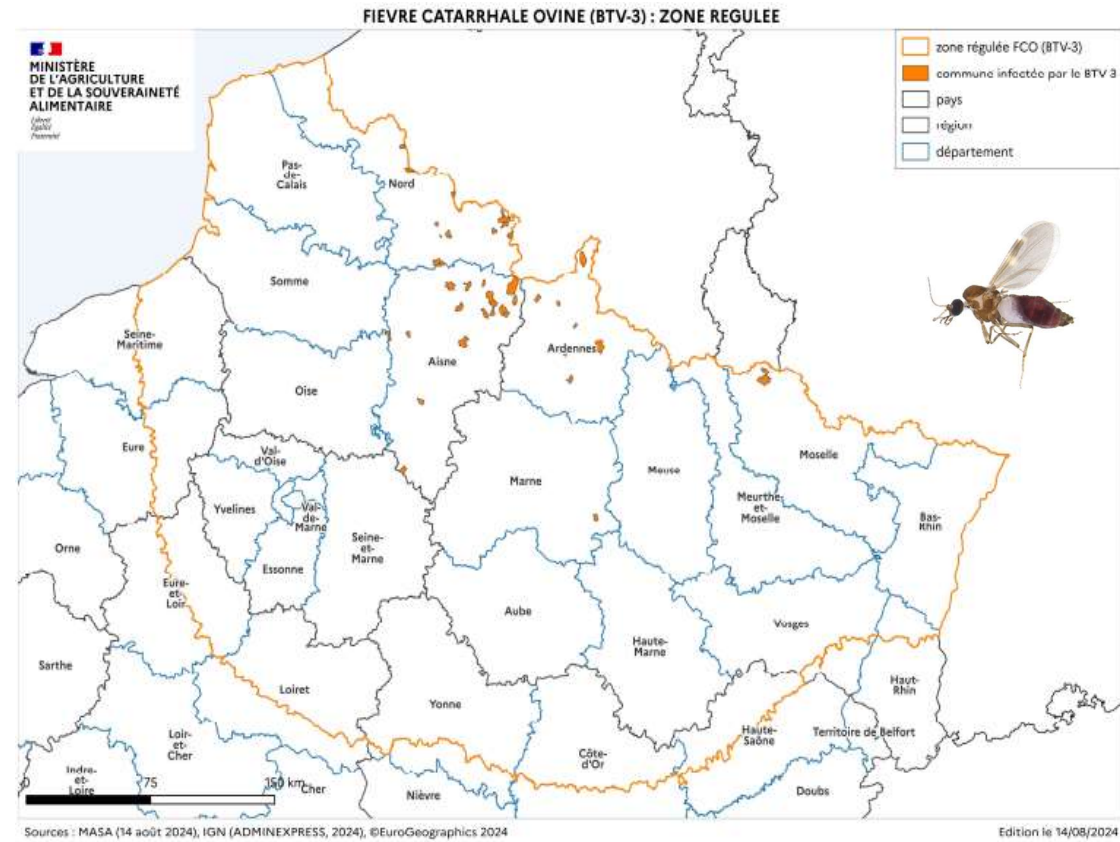 FIEVRE CATARRHALE OVINE (BTV-3) : ZONE REGULEE
MINISTÈRE
DE L'AGRICULTURE
ET DE LA SOUVERAINETÉ
ALIMENTAIRE
Liberté
Égalité
Fraternité
zone régulée FCO (BTV-3)
commune infectée par le BTV 3
pays
région
département
Pas-
de-
Calais
Nord
Somme
Seine-
Maritime
Aisne
Ardennes
Oise
Eure
Val-
d'Oise
Moselle
Marne
Meuse
Yvelines
Val-
de-
Marne
Meurthe-
et-
Moselle
Bas-
Rhin
Orne
Seine-
et-
Marne
Essonne
Eure-
et-
Loir
Aube
Vosges
Haute-
Marne
Sarthe
Loiret
Haut-
Rhin
Yonne
Haute-
Saône
Territoire de Belfort
Loir-
et-
Cher
Côte-
d'Or
Indre-
et-
Loire
Cher
Nièvre
Doubs
0 75 150 km
Sources : MASA (14 août 2024), IGN (ADMINEXPRESS, 2024), ©EuroGeographics 2024
Edition le 14/08/2024